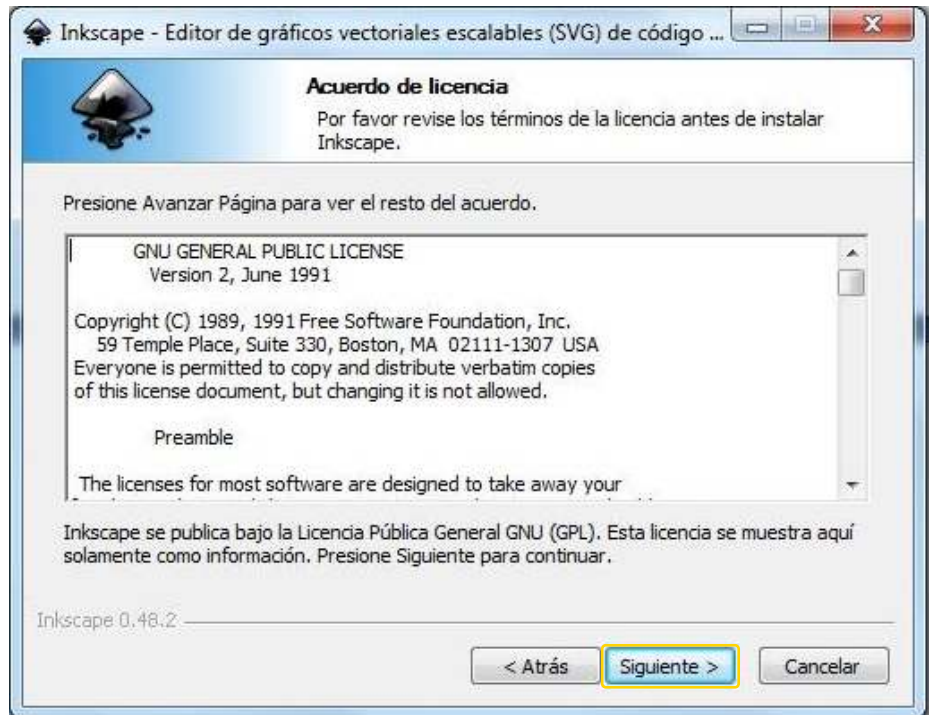 Inkscape - Editor de gráficos vectoriales escalables (SVG) de código ...
Acuerdo de licencia
Por favor revise los términos de la licencia antes de instalar
Inkscape.
Presione Avanzar Página para ver el resto del acuerdo.
GNU GENERAL PUBLIC LICENSE
Version 2, June 1991
Copyright (C) 1989, 1991 Free Software Foundation, Inc.
59 Temple Place, Suite 330, Boston, MA 02111-1307 USA
Everyone is permitted to copy and distribute verbatim copies
of this license document, but changing it is not allowed.
Preamble
The licenses for most software are designed to take away your
Inkscape se publica bajo la Licencia Pública General GNU (GPL). Esta licencia se muestra aquí
solamente como información. Presione Siguiente para continuar.
Inkscape 0.48.2
< Atrás Siguiente > Cancelar